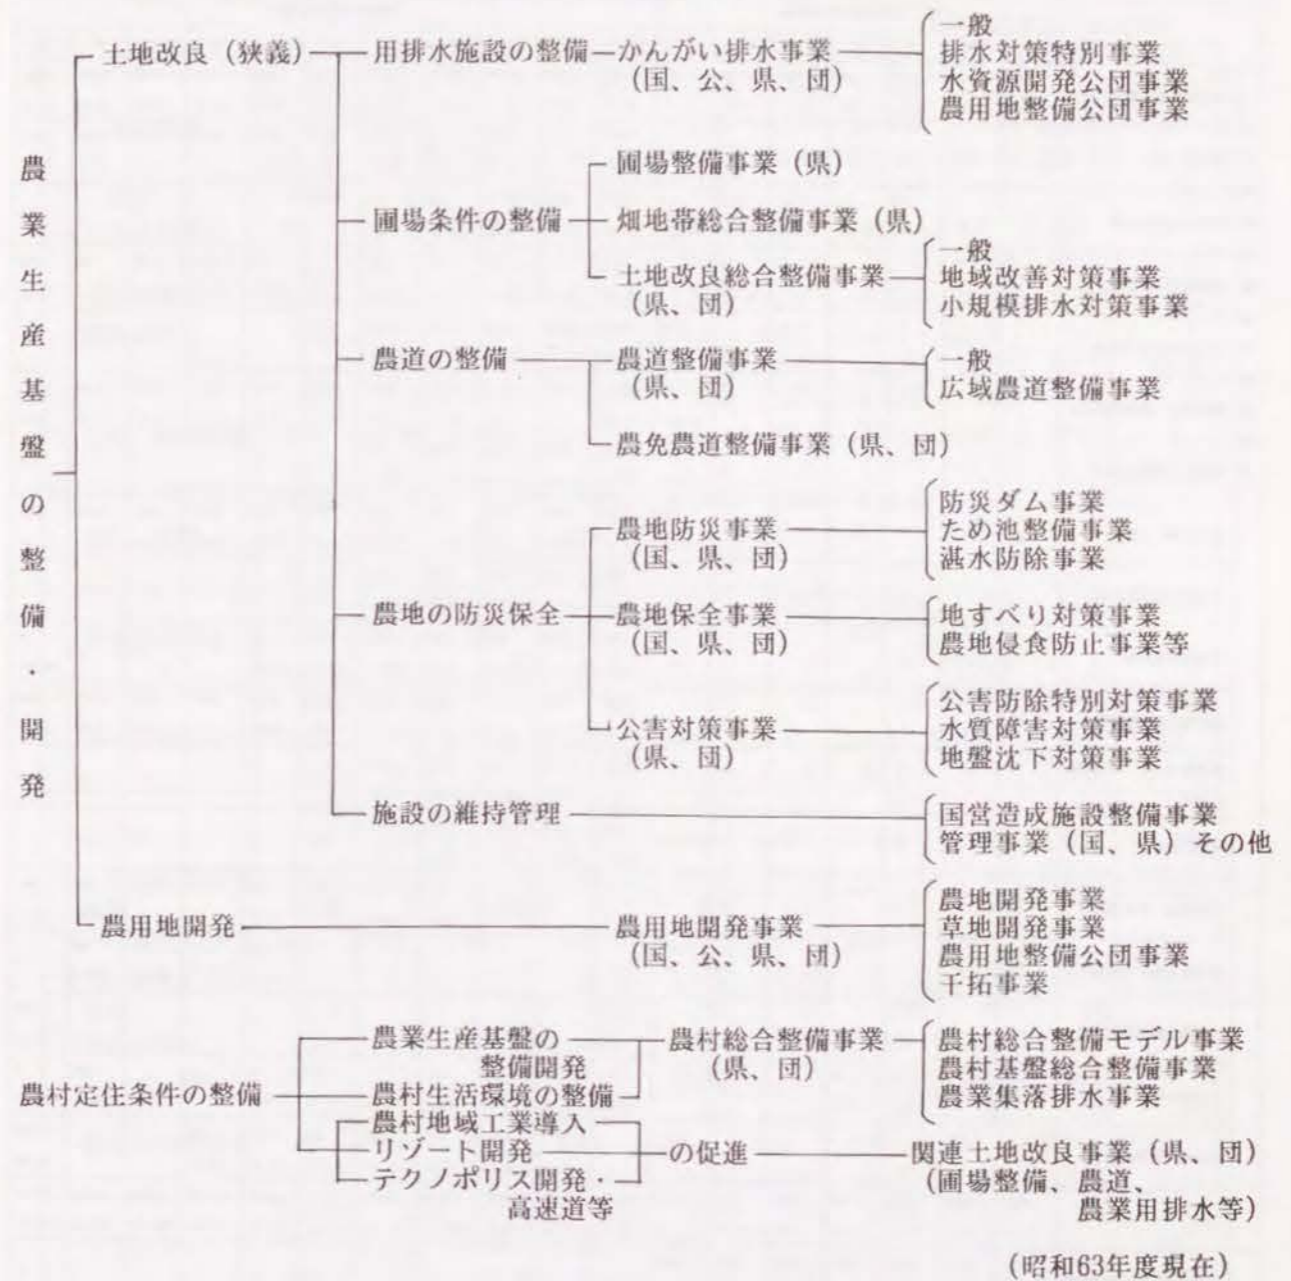 農業生産基盤の整備・開発
土地改良（狭義）
用排水施設の整備
かんがい排水事業
（国、公、県、団）
一般
排水対策特別事業
水資源開発公団事業
農用地整備公団事業
圃場条件の整備
圃場整備事業（県）
畑地帯総合整備事業（県）
土地改良総合整備事業
（県、団）
一般
地域改善対策事業
小規模排水対策事業
農道の整備
農道整備事業
（県、団）
一般
広域農道整備事業
農免農道整備事業（県、団）
農地の防災保全
農地防災事業
（国、県、団）
防災ダム事業
ため池整備事業
湛水防除事業
農地保全事業
（国、県、団）
地すべり対策事業
農地侵食防止事業等
公害対策事業
（県、団）
公害防除特別対策事業
水質障害対策事業
地盤沈下対策事業
施設の維持管理
国営造成施設整備事業
管理事業（国、県）その他
農用地開発
農用地開発事業
（国、公、県、団）
農地開発事業
草地開発事業
農用地整備公団事業
干拓事業
農村定住条件の整備
農業生産基盤の
整備開発
農村生活環境の整備
農村総合整備事業
（県、団）
農村総合整備モデル事業
農村基盤総合整備事業
農業集落排水事業
農村地域工業導入
リゾート開発
テクノポリス開発・
高速道等
の促進
関連土地改良事業（県、団）
（圃場整備、農道、
農業用排水等）
（昭和63年度現在）